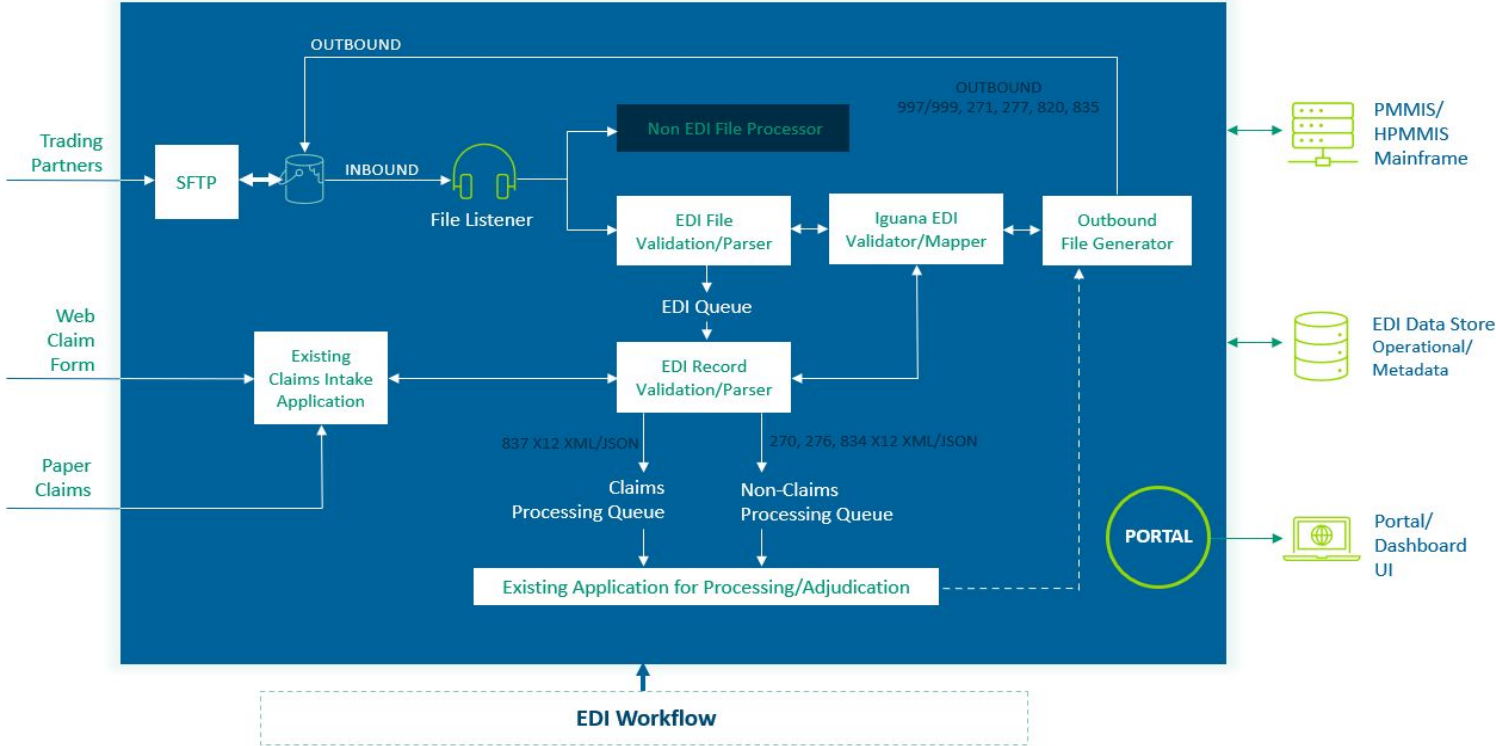 OUTBOUND
OUTBOUND
997/999, 271, 277, 820, 835
Trading
Partners
SFTP
INBOUND
File Listener
Non EDI File Processor
EDI File
Validation/Parser
Iguana EDI
Validator/Mapper
Outbound
File Generator
PMMIS/
HPMMIS
Mainframe
EDI Queue
Web
Claim
Form
Existing
Claims Intake
Application
EDI Record
Validation/Parser
EDI Data Store
Operational/
Metadata
837 X12 XML/JSON
270, 276, 834 X12 XML/JSON
Paper
Claims
Claims
Processing Queue
Non-Claims
Processing Queue
PORTAL
Portal/
Dashboard
UI
Existing Application for Processing/Adjudication
EDI Workflow